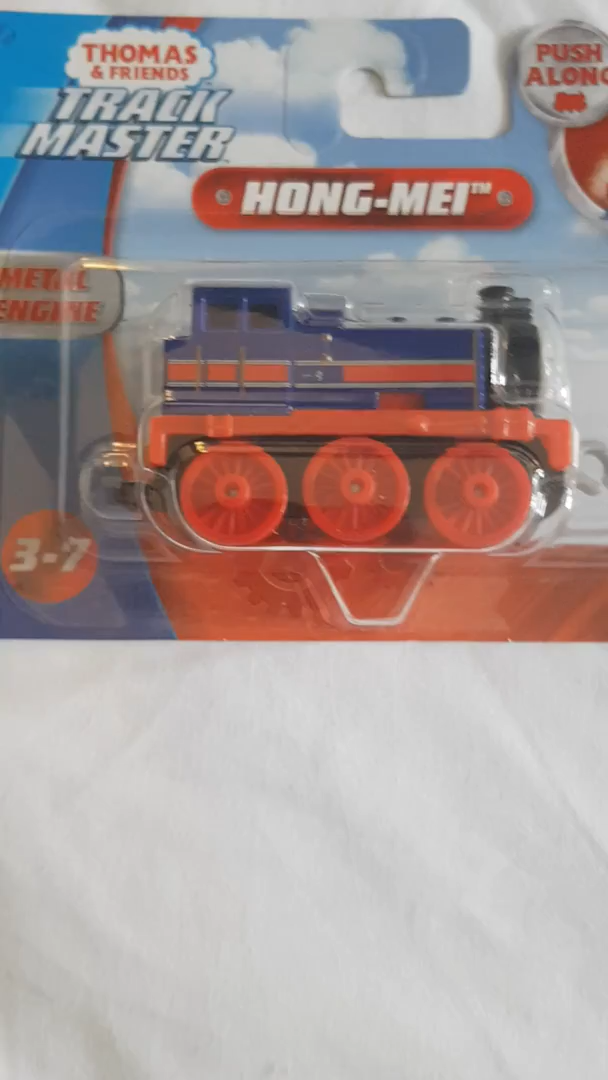 THOMAS
& FRIENDS
TRACK
MASTER
PUSH
ALONG
HONG-MEI™
METAL
ENGINE
3-7